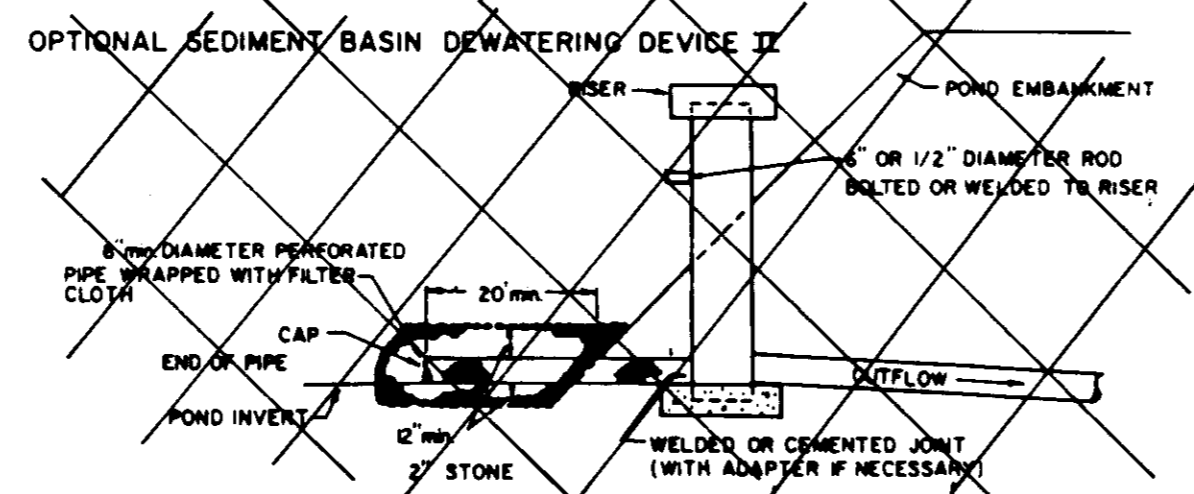 OPTIONAL SEDIMENT BASIN DEWATERING DEVICE II
RISER
POND EMBANKMENT
6" OR 1/2" DIAMETER ROD
BOLTED OR WELDED TO RISER
8" min. DIAMETER PERFORATED
PIPE WRAPPED WITH FILTER
CLOTH
20' min.
CAP
END OF PIPE
OUTFLOW
POND INVERT
12" min.
2" STONE
WELDED OR CEMENTED JOINT
(WITH ADAPTER IF NECESSARY)